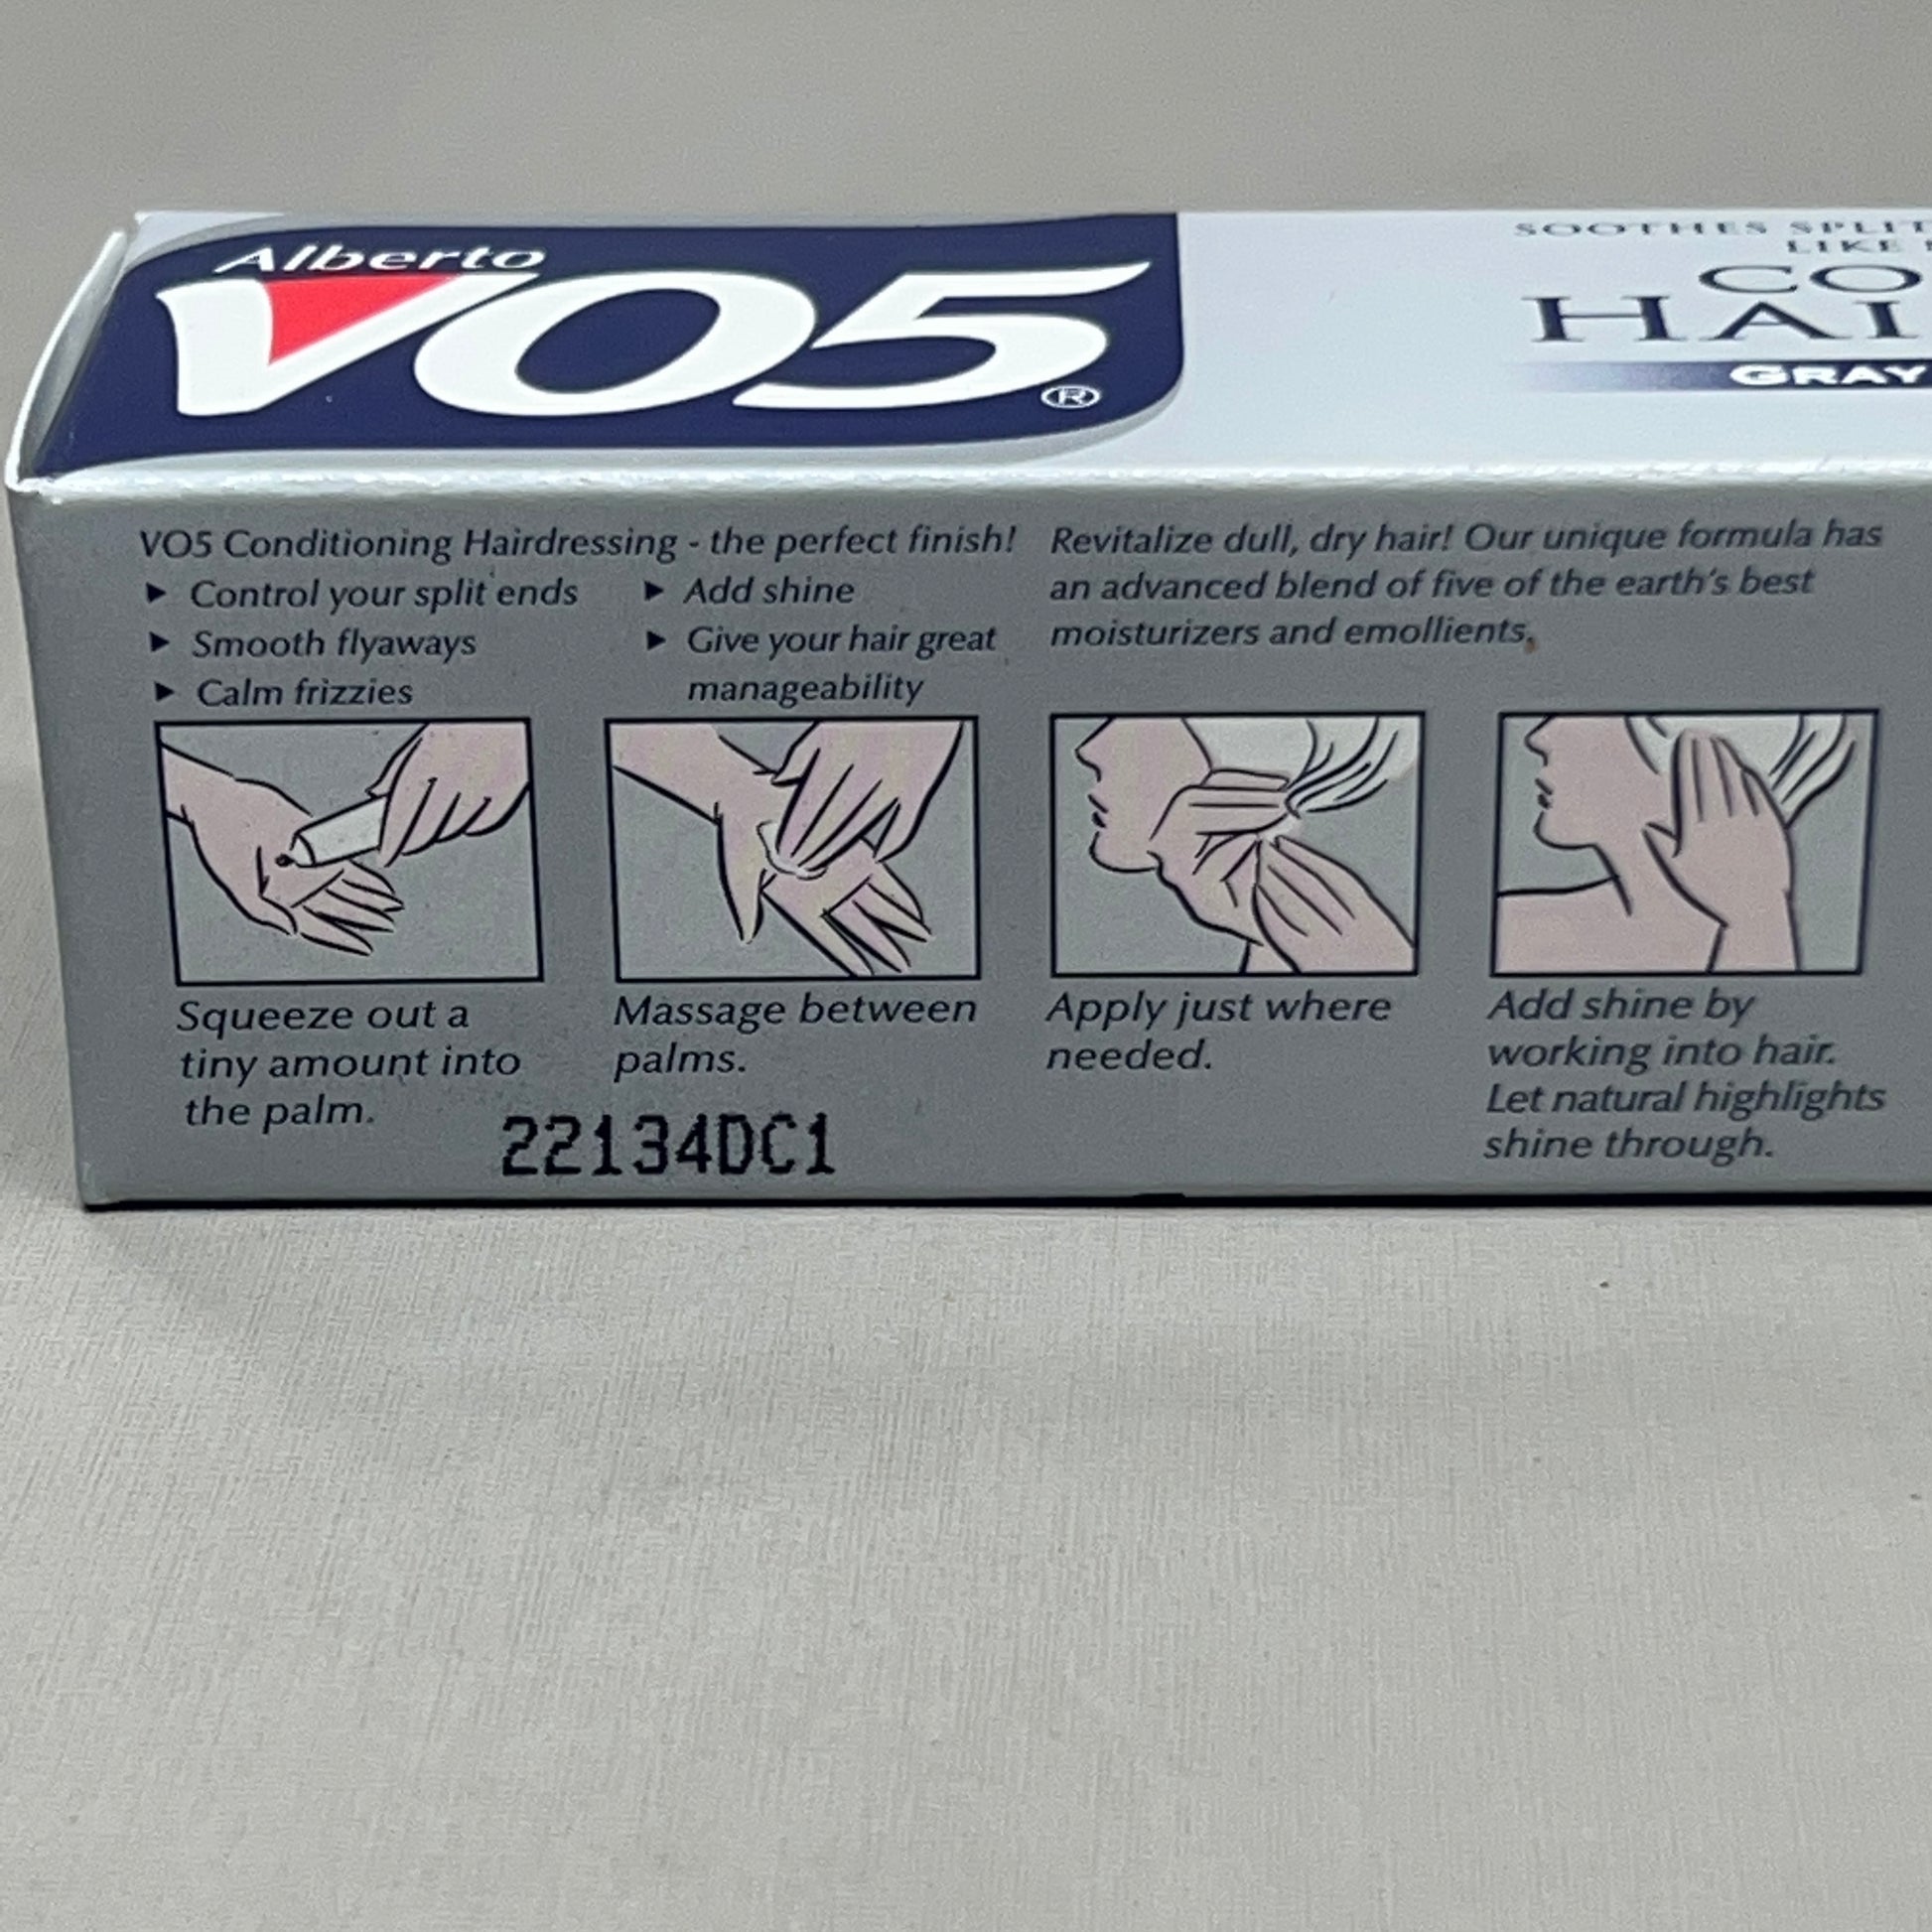 Alberto
VO5®
SOOTHES SPLIT
LIKE
CO
HAI
GRAY
VO5 Conditioning Hairdressing - the perfect finish!
► Control your split ends
► Smooth flyaways
► Calm frizzies
► Add shine
► Give your hair great
manageability
Revitalize dull, dry hair! Our unique formula has
an advanced blend of five of the earth's best
moisturizers and emollients.
Squeeze out a
tiny amount into
the palm.
Massage between
palms.
Apply just where
needed.
Add shine by
working into hair.
Let natural highlights
shine through.
22134DC1